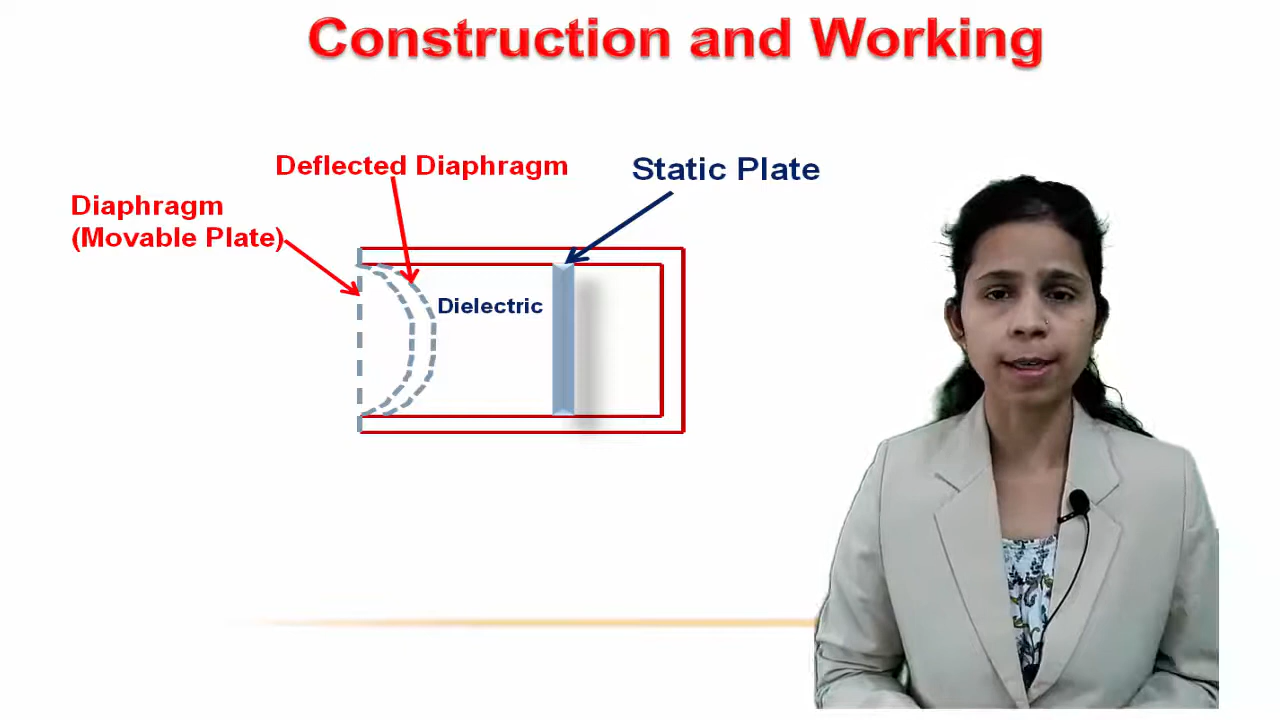 Construction and Working
Deflected Diaphragm
Static Plate
Diaphragm
(Movable Plate)
Dielectric